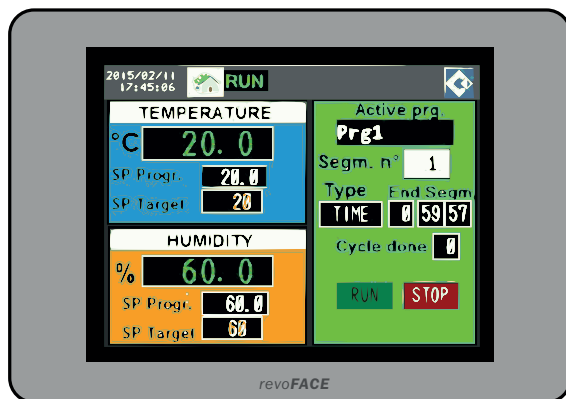 2015/02/11
17:45:06
RUN
TEMPERATURE
°C 20.0
SP Progr. 20.0
SP Target 20
HUMIDITY
% 60.0
SP Progr. 60.0
SP Target 60
Active prg.
Prg1
Segm. n° 1
Type End Segm.
TIME 0 59 57
Cycle done 0
RUN STOP
revoFACE